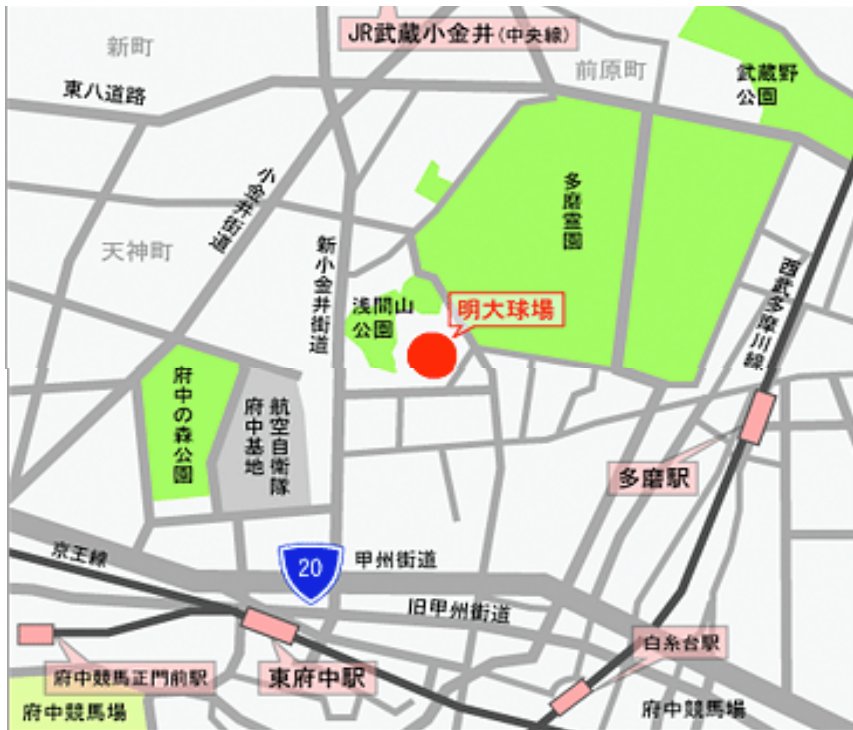 JR武蔵小金井(中央線)
新町
前原町
武蔵野
公園
東八道路
小金井街道
多磨霊園
天神町
新小金井街道
西武多摩川線
浅間山
公園
明大球場
府中の森公園
航空自衛隊
府中基地
多磨駅
京王線
20
甲州街道
旧甲州街道
白糸台駅
府中競馬正門前駅
東府中駅
府中競馬場
府中競馬場